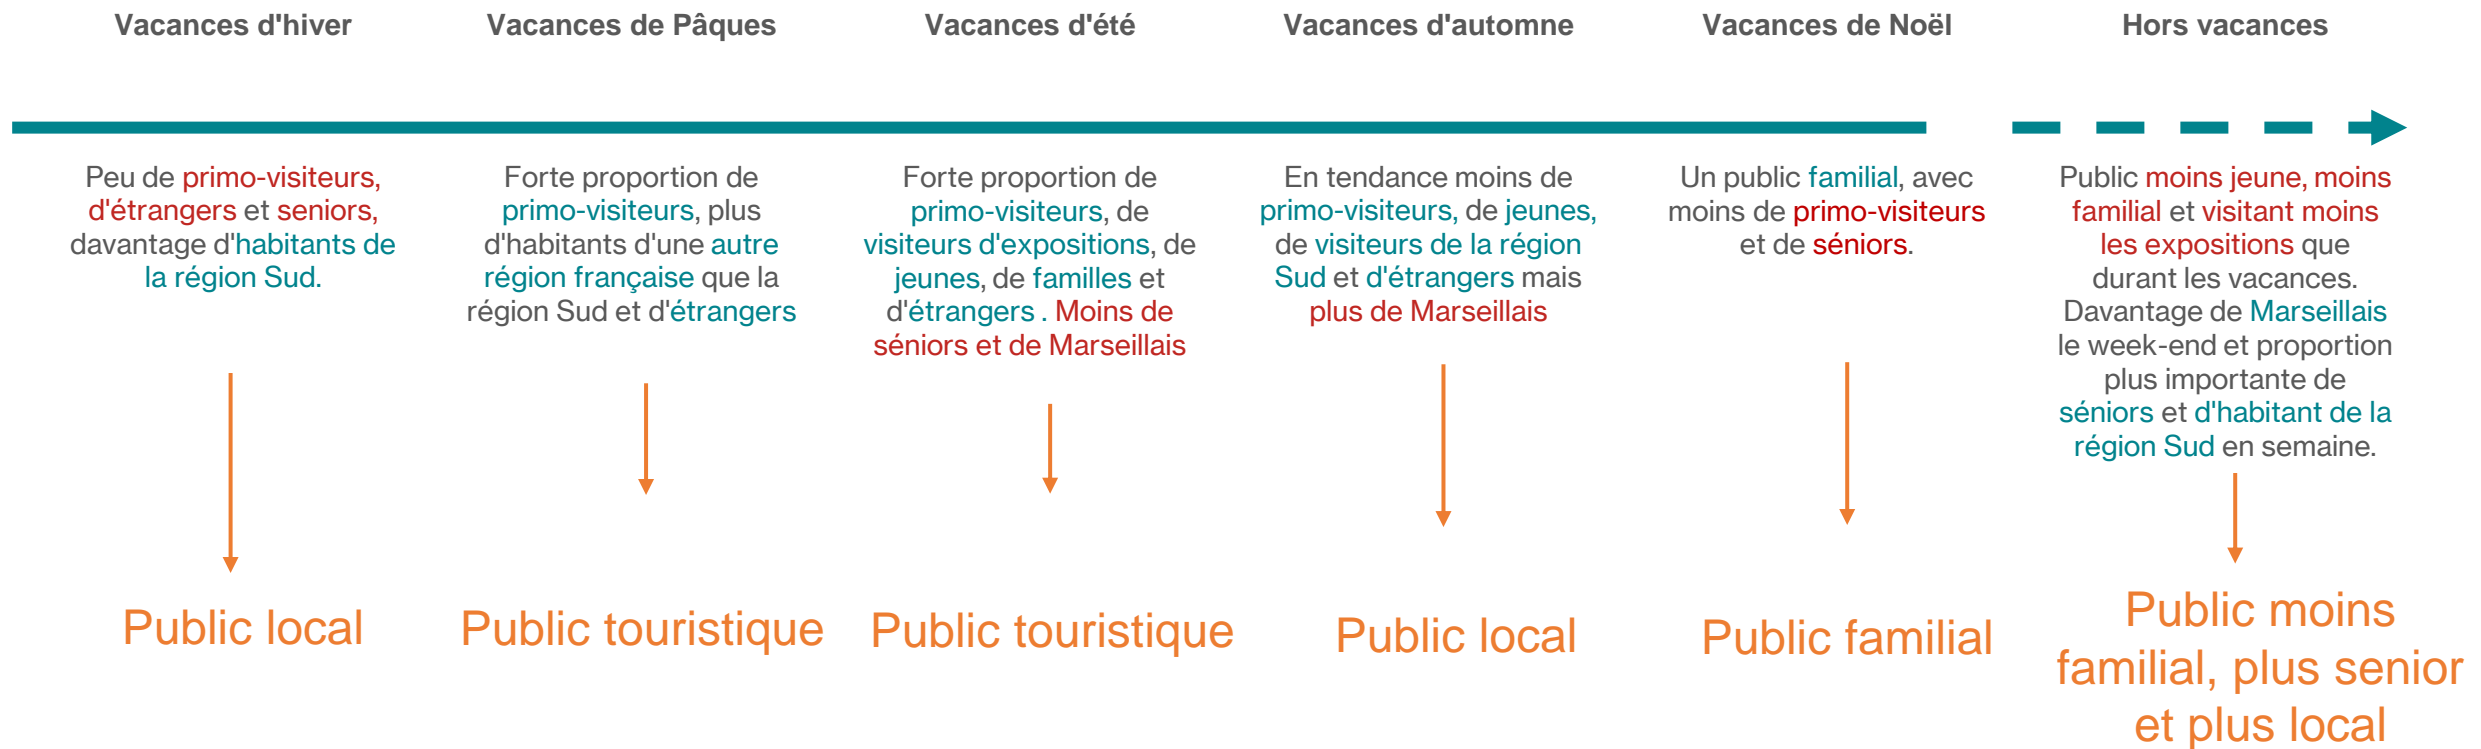 Vacances d'hiver
Vacances de Pâques
Vacances d'été
Vacances d'automne
Vacances de Noël
Hors vacances
Peu de primo-visiteurs,
d'étrangers et seniors,
davantage d'habitants de
la région Sud.
Forte proportion de
primo-visiteurs, plus
d'habitants d'une autre
région française que la
région Sud et d'étrangers
Forte proportion de
primo-visiteurs, de
visiteurs d'expositions, de
jeunes, de familles et
d'étrangers . Moins de
séniors et de Marseillais
En tendance moins de
primo-visiteurs, de jeunes,
de visiteurs de la région
Sud et d'étrangers mais
plus de Marseillais
Un public familial, avec
moins de primo-visiteurs
et de séniors.
Public moins jeune, moins
familial et visitant moins
les expositions que
durant les vacances.
Davantage de Marseillais
le week-end et proportion
plus importante de
séniors et d'habitant de la
région Sud en semaine.
Public local
Public touristique
Public touristique
Public local
Public familial
Public moins
familial, plus senior
et plus local